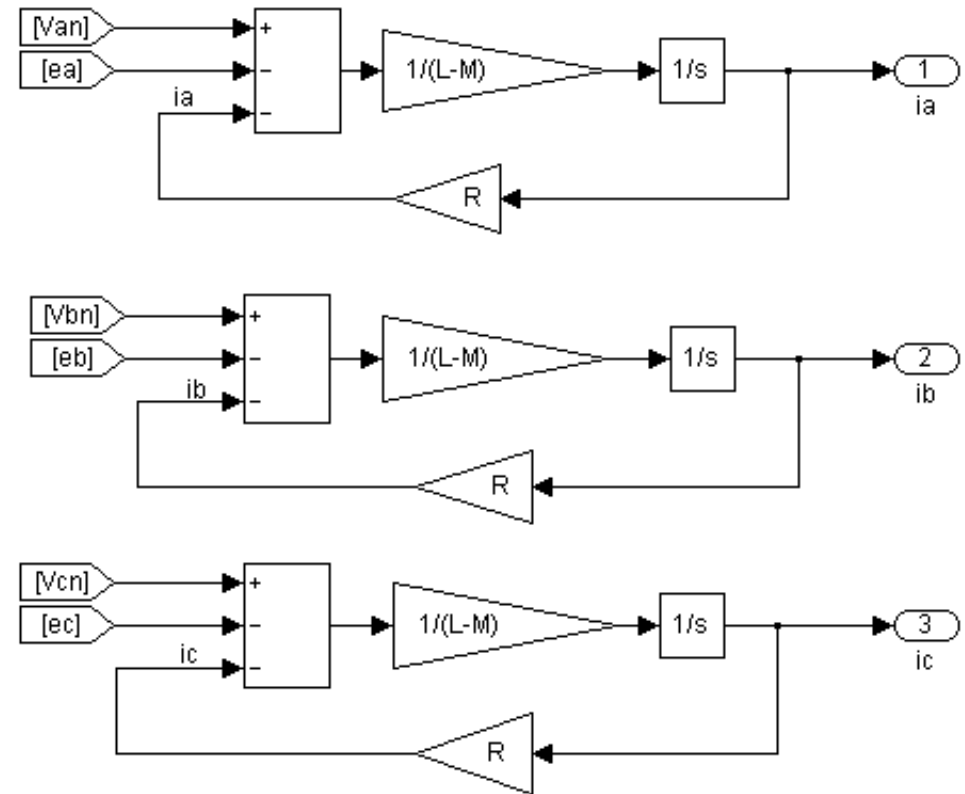 [Van]
+
[ea]
−
ia
−
1/(L-M)
1/s
1
ia
R
[Vbn]
+
[eb]
−
ib
−
1/(L-M)
1/s
2
ib
R
[Vcn]
+
[ec]
−
ic
−
1/(L-M)
1/s
3
ic
R